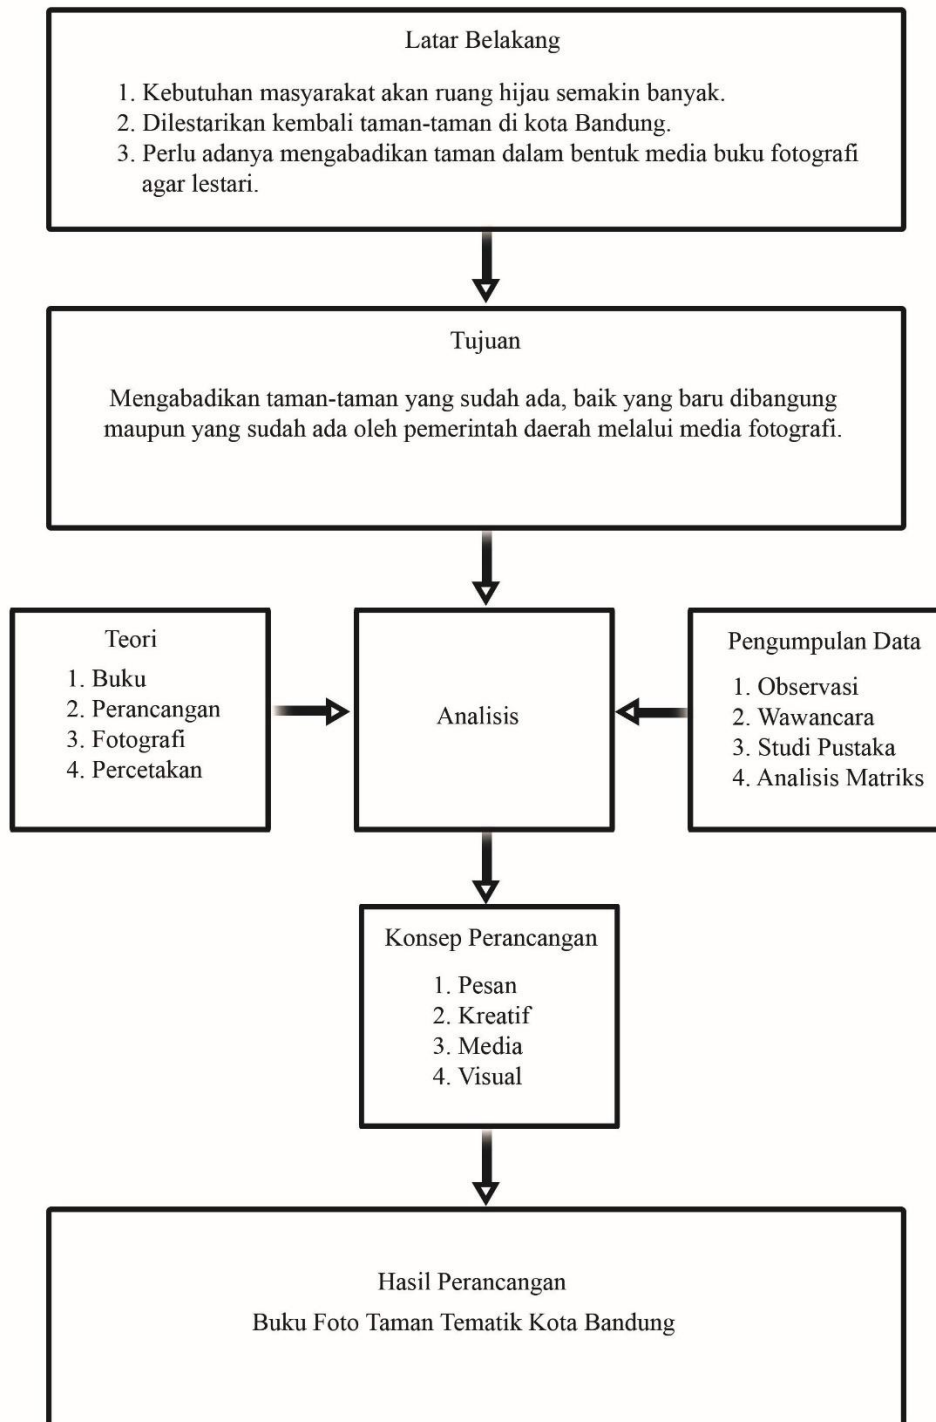 Latar Belakang
1. Kebutuhan masyarakat akan ruang hijau semakin banyak.
2. Dilestarikan kembali taman-taman di kota Bandung.
3. Perlu adanya mengabadikan taman dalam bentuk media buku fotografi
agar lestari.
Tujuan
Mengabadikan taman-taman yang sudah ada, baik yang baru dibangung
maupun yang sudah ada oleh pemerintah daerah melalui media fotografi.
Teori
1. Buku
2. Perancangan
3. Fotografi
4. Percetakan
Analisis
Pengumpulan Data
1. Observasi
2. Wawancara
3. Studi Pustaka
4. Analisis Matriks
Konsep Perancangan
1. Pesan
2. Kreatif
3. Media
4. Visual
Hasil Perancangan
Buku Foto Taman Tematik Kota Bandung